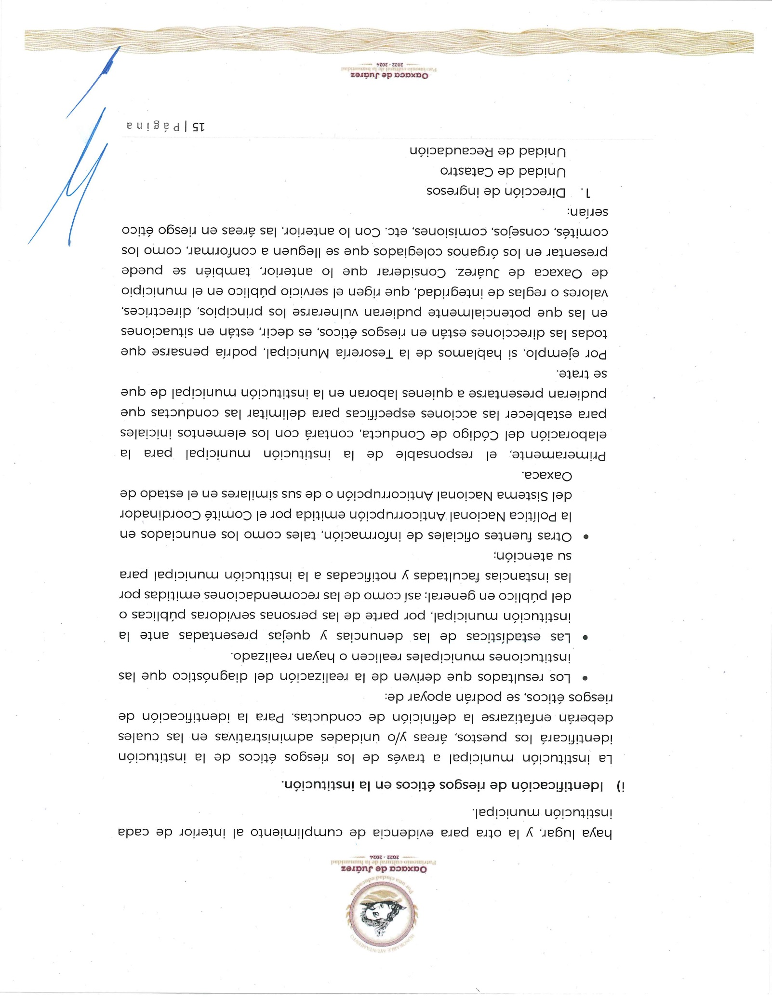 HONORABLE AYUNTAMIENTO
Por una ciudad educadora
Oaxaca de Juárez
Patrimonio cultural de la humanidad
2022 - 2024
haya lugar, y la otra para evidencia de cumplimiento al interior de cada
institución municipal.
i) Identificación de riesgos éticos en la institución.
La institución municipal a través de los riesgos éticos de la institución
identificará los puestos, áreas y/o unidades administrativas en las cuales
deberán enfatizarse la definición de conductas. Para la identificación de
riesgos éticos, se podrán apoyar de:
• Los resultados que deriven de la realización del diagnóstico que las
instituciones municipales realicen o hayan realizado.
• Las estadísticas de las denuncias y quejas presentadas ante la
institución municipal, por parte de las personas servidoras públicas o
del público en general; así como de las recomendaciones emitidas por
las instancias facultadas y notificadas a la institución municipal para
su atención;
• Otras fuentes oficiales de información, tales como los enunciados en
la Política Nacional Anticorrupción emitida por el Comité Coordinador
del Sistema Nacional Anticorrupción o de sus similares en el estado de
Oaxaca.
Primeramente, el responsable de la institución municipal para la
elaboración del Código de Conducta, contará con los elementos iniciales
para establecer las acciones específicas para delimitar las conductas que
pudieran presentarse a quienes laboran en la institución municipal de que
se trate.
Por ejemplo, si hablamos de la Tesorería Municipal, podría pensarse que
todas las direcciones están en riesgos éticos, es decir, están en situaciones
en las que potencialmente pudieran vulnerarse los principios, directrices,
valores o reglas de integridad, que rigen el servicio público en el municipio
de Oaxaca de Juárez. Considerar que lo anterior, también se puede
presentar en los órganos colegiados que se lleguen a conformar, como los
comités, consejos, comisiones, etc. Con lo anterior, las áreas en riesgo ético
serían:
1. Dirección de ingresos
Unidad de Catastro
Unidad de Recaudación
15 | Página
Oaxaca de Juárez
Patrimonio cultural de la humanidad
2022 - 2024